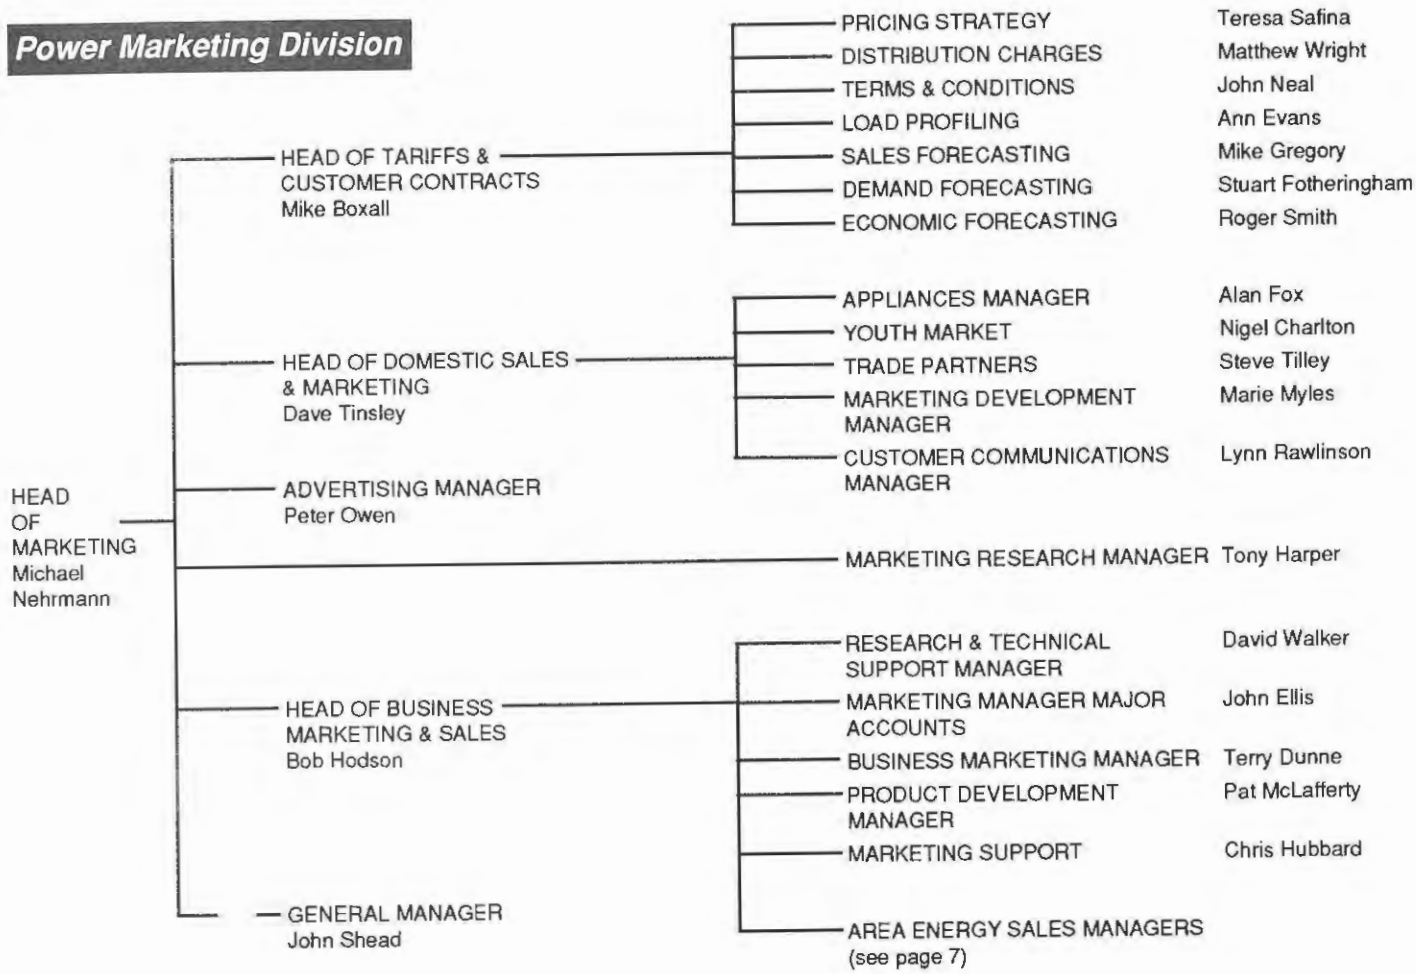 Power Marketing Division
PRICING STRATEGY Teresa Safina
DISTRIBUTION CHARGES Matthew Wright
TERMS & CONDITIONS John Neal
LOAD PROFILING Ann Evans
HEAD OF TARIFFS &
CUSTOMER CONTRACTS
Mike Boxall
SALES FORECASTING Mike Gregory
DEMAND FORECASTING Stuart Fotheringham
ECONOMIC FORECASTING Roger Smith
HEAD OF DOMESTIC SALES
& MARKETING
Dave Tinsley
APPLIANCES MANAGER Alan Fox
YOUTH MARKET Nigel Charlton
TRADE PARTNERS Steve Tilley
MARKETING DEVELOPMENT Marie Myles
MANAGER
CUSTOMER COMMUNICATIONS Lynn Rawlinson
MANAGER
ADVERTISING MANAGER
Peter Owen
HEAD
OF
MARKETING
Michael
Nehrmann
MARKETING RESEARCH MANAGER Tony Harper
HEAD OF BUSINESS
MARKETING & SALES
Bob Hodson
RESEARCH & TECHNICAL David Walker
SUPPORT MANAGER
MARKETING MANAGER MAJOR John Ellis
ACCOUNTS
BUSINESS MARKETING MANAGER Terry Dunne
PRODUCT DEVELOPMENT Pat McLafferty
MANAGER
MARKETING SUPPORT Chris Hubbard
AREA ENERGY SALES MANAGERS
(see page 7)
GENERAL MANAGER
John Shead